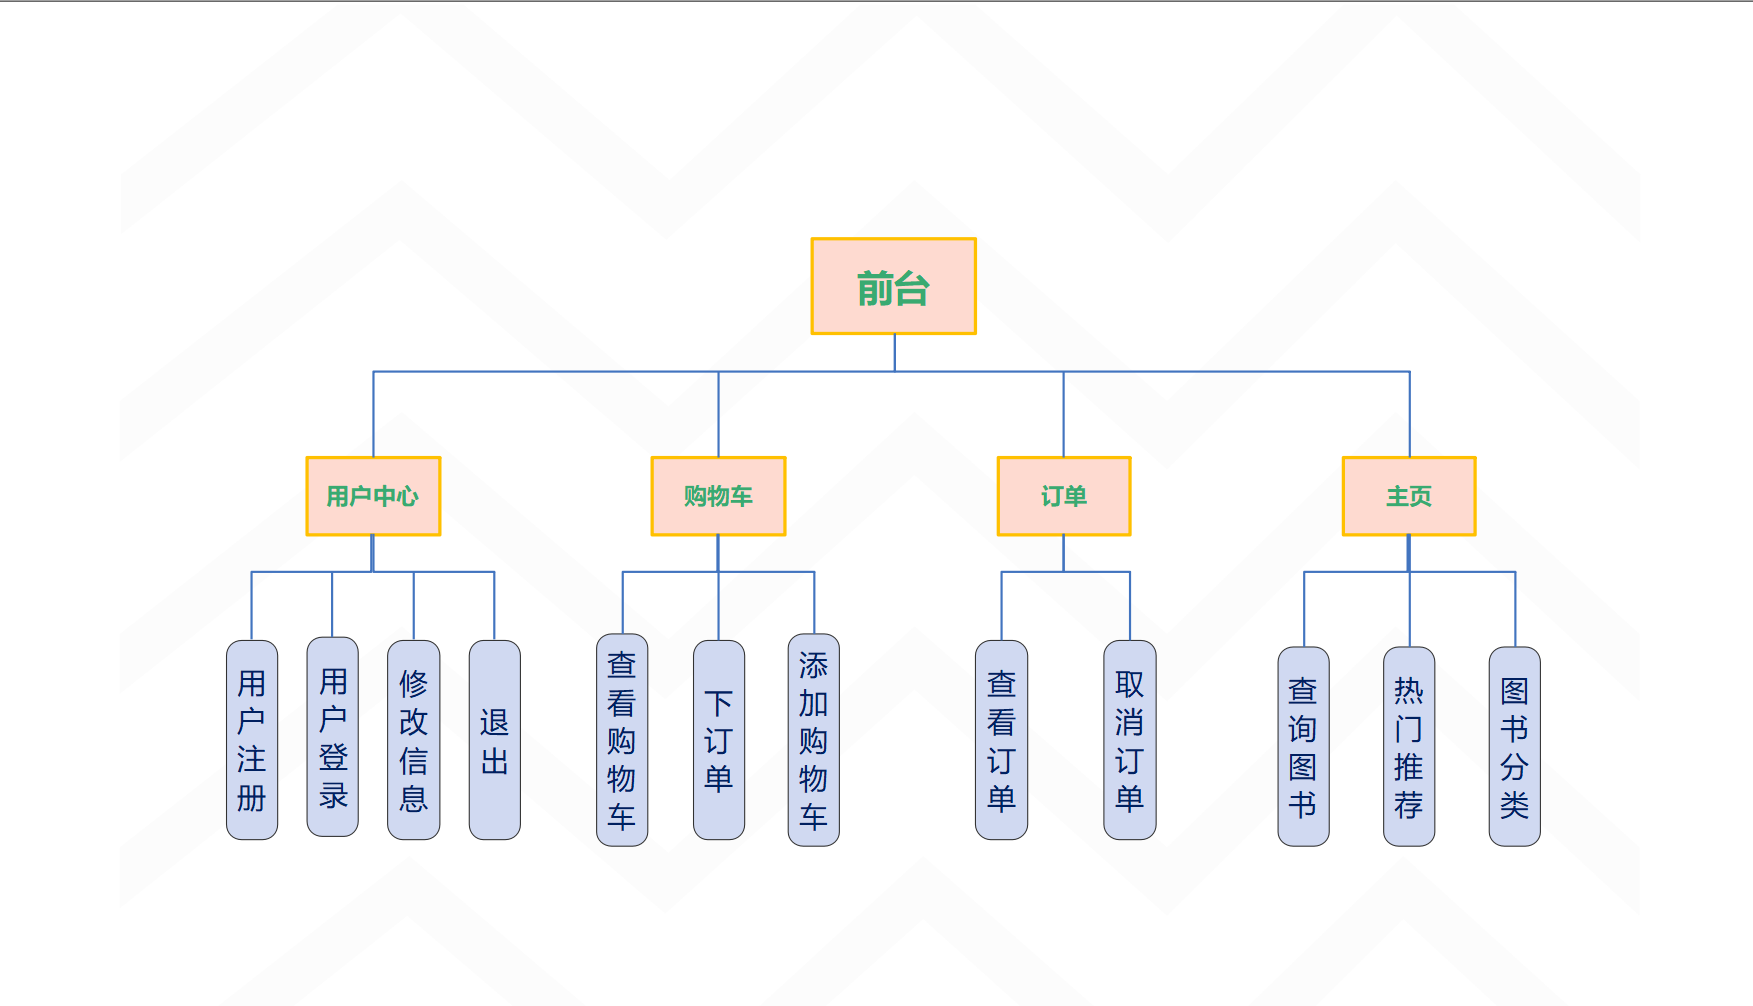 前台
用户中心
购物车
订单
主页
用户注册
用户登录
修改信息
退出
查看购物车
下订单
添加购物车
查看订单
取消订单
查询图书
热门推荐
图书分类